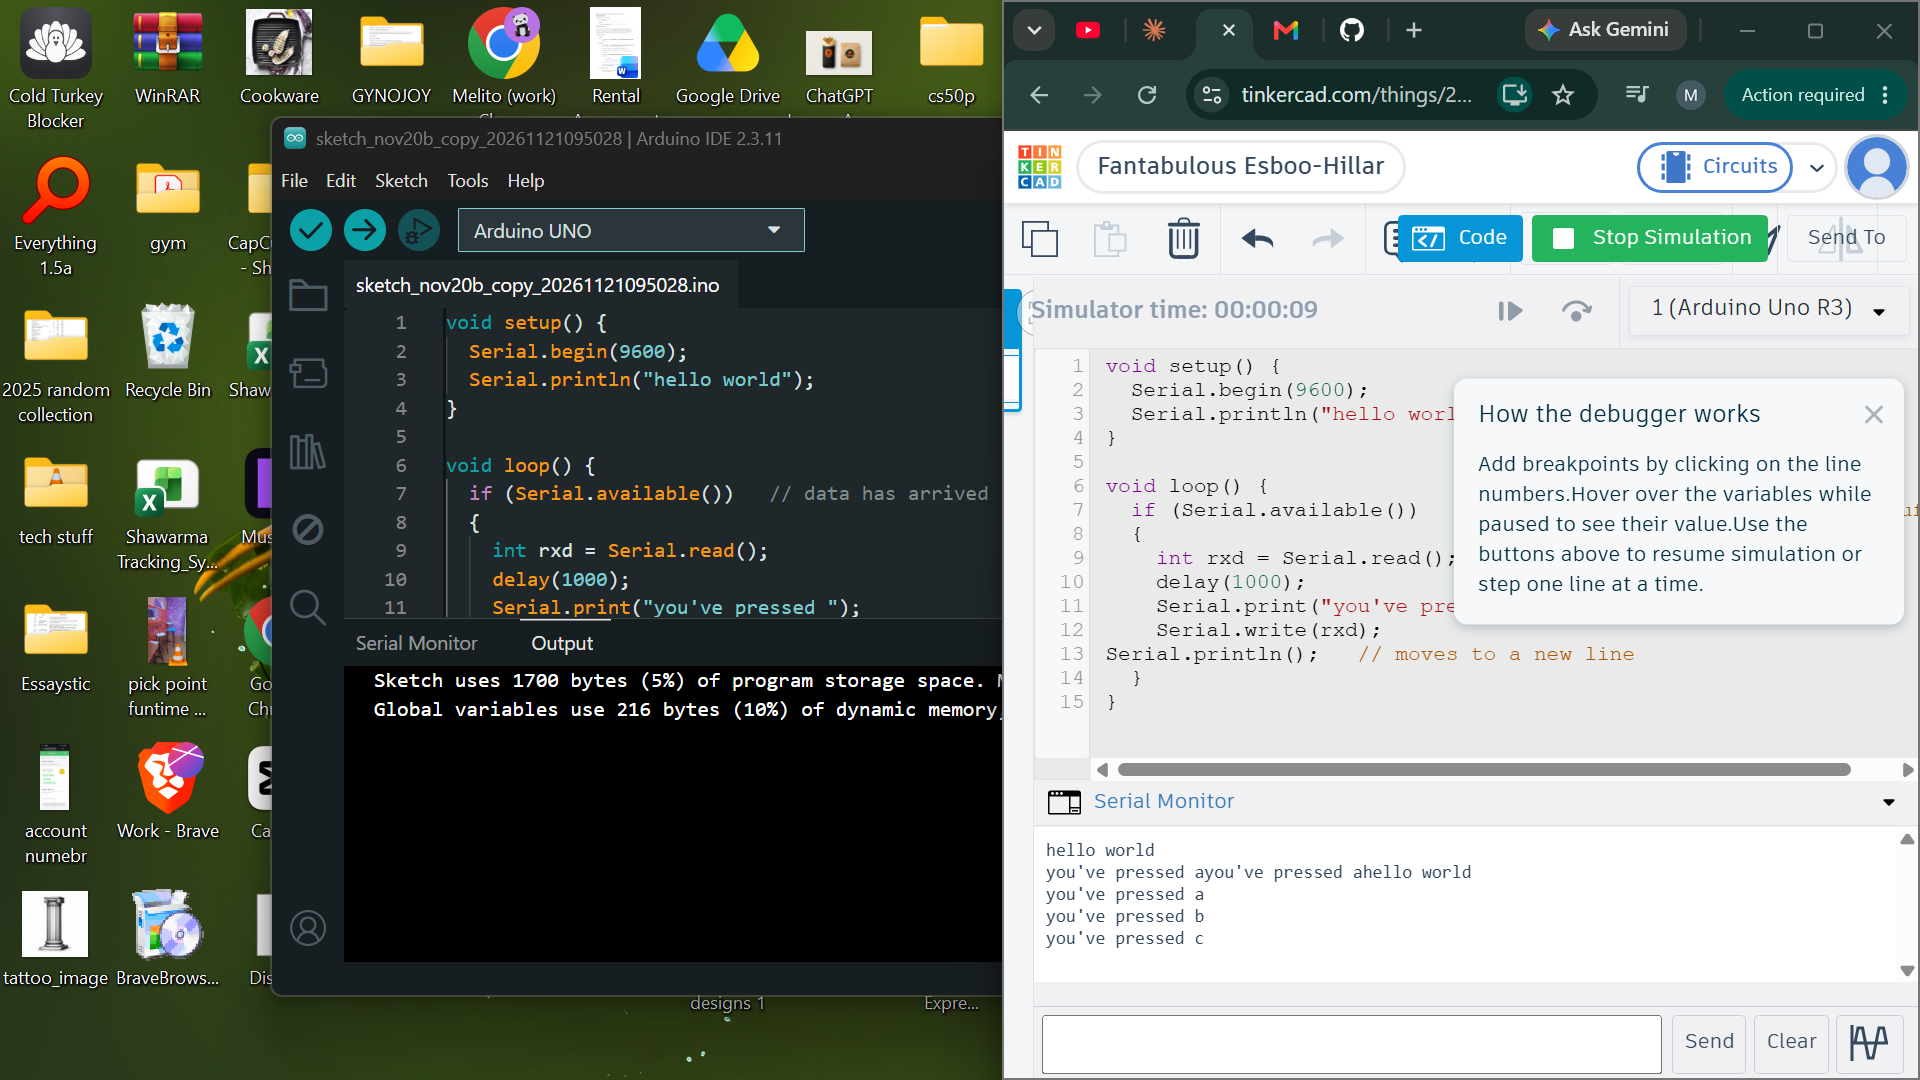 Cold Turkey
Blocker
WinRAR
Cookware
GYNOJOY
Melito (work)
Rental
Google Drive
ChatGPT
cs50p
Everything
1.5a
gym
2025 random
collection
Recycle Bin
tech stuff
Shawarma
Tracking_Sy...
Essaystic
pick point
funtime ...
account
numebr
Work - Brave
tattoo_image
BraveBrows...
designs 1
Expre...
sketch_nov20b_copy_20261121095028 | Arduino IDE 2.3.11
File Edit Sketch Tools Help
Arduino UNO
sketch_nov20b_copy_20261121095028.ino
1 void setup() {
2 Serial.begin(9600);
3 Serial.println("hello world");
4 }
5
6 void loop() {
7 if (Serial.available()) // data has arrived
8 {
9 int rxd = Serial.read();
10 delay(1000);
11 Serial.print("you've pressed ");
Serial Monitor Output
Sketch uses 1700 bytes (5%) of program storage space.
Global variables use 216 bytes (10%) of dynamic memory,
Ask Gemini
tinkercad.com/things/2...
M
Action required
TIN
KER
CAD
Fantabulous Esboo-Hillar
Circuits
Code
Stop Simulation
Send To
Simulator time: 00:00:09
1 (Arduino Uno R3)
1 void setup() {
2 Serial.begin(9600);
3 Serial.println("hello worl
4 }
5
6 void loop() {
7 if (Serial.available())
8 {
9 int rxd = Serial.read();
10 delay(1000);
11 Serial.print("you've pre
12 Serial.write(rxd);
13 Serial.println(); // moves to a new line
14 }
15 }
How the debugger works
Add breakpoints by clicking on the line
numbers.Hover over the variables while
paused to see their value.Use the
buttons above to resume simulation or
step one line at a time.
Serial Monitor
hello world
you've pressed ayou've pressed ahello world
you've pressed a
you've pressed b
you've pressed c
Send
Clear